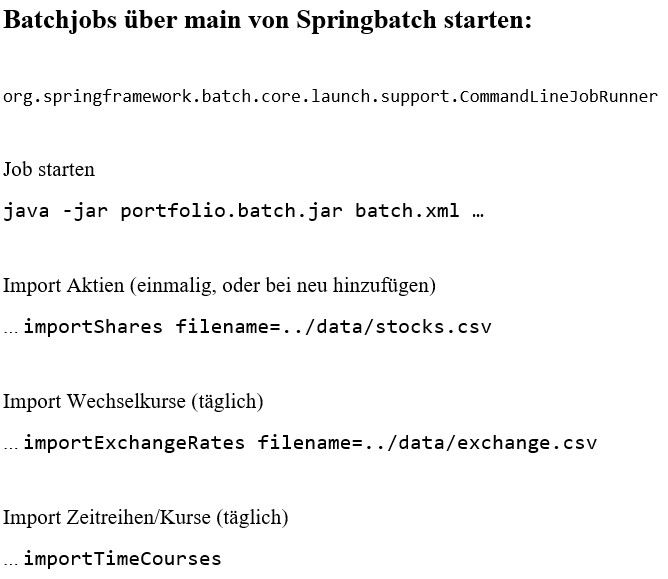 Batchjobs über main von Springbatch starten:
org.springframework.batch.core.launch.support.CommandLineJobRunner
Job starten
java -jar portfolio.batch.jar batch.xml …
Import Aktien (einmalig, oder bei neu hinzufügen)
... importShares filename=../data/stocks.csv
Import Wechselkurse (täglich)
... importExchangeRates filename=../data/exchange.csv
Import Zeitreihen/Kurse (täglich)
... importTimeCourses